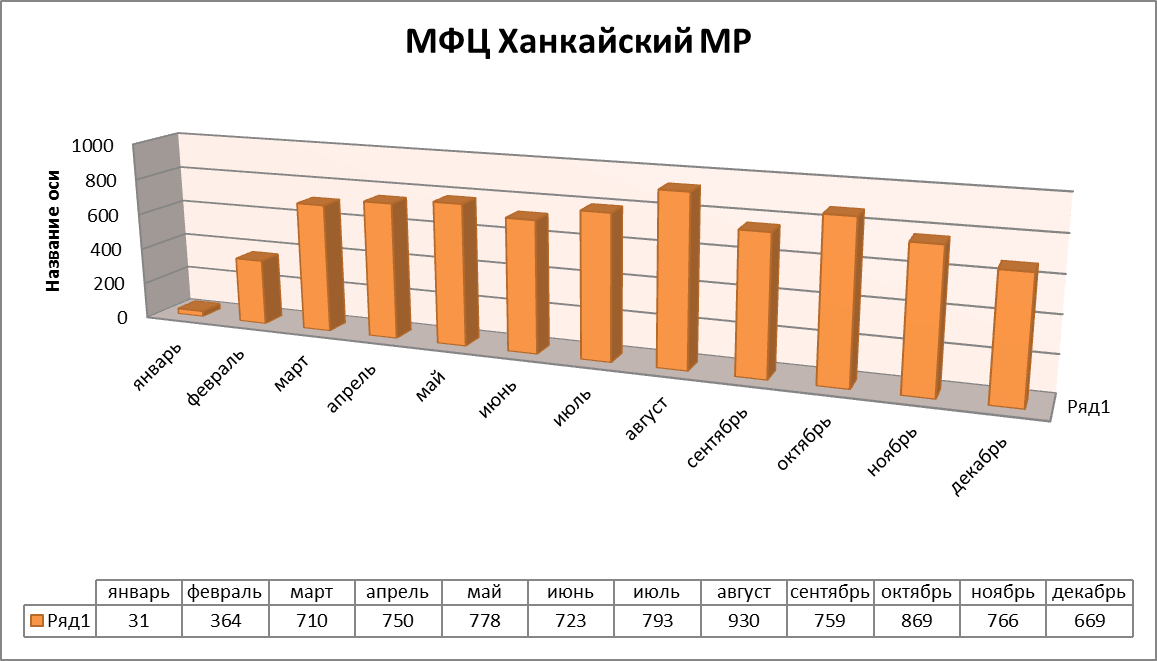 МФЦ Ханкайский МР
Название оси
1000
800
600
400
200
0
январь
февраль
март
апрель
май
июнь
июль
август
сентябрь
октябрь
ноябрь
декабрь
Ряд1
январь февраль март апрель май июнь июль август сентябрь октябрь ноябрь декабрь
Ряд1 31 364 710 750 778 723 793 930 759 869 766 669